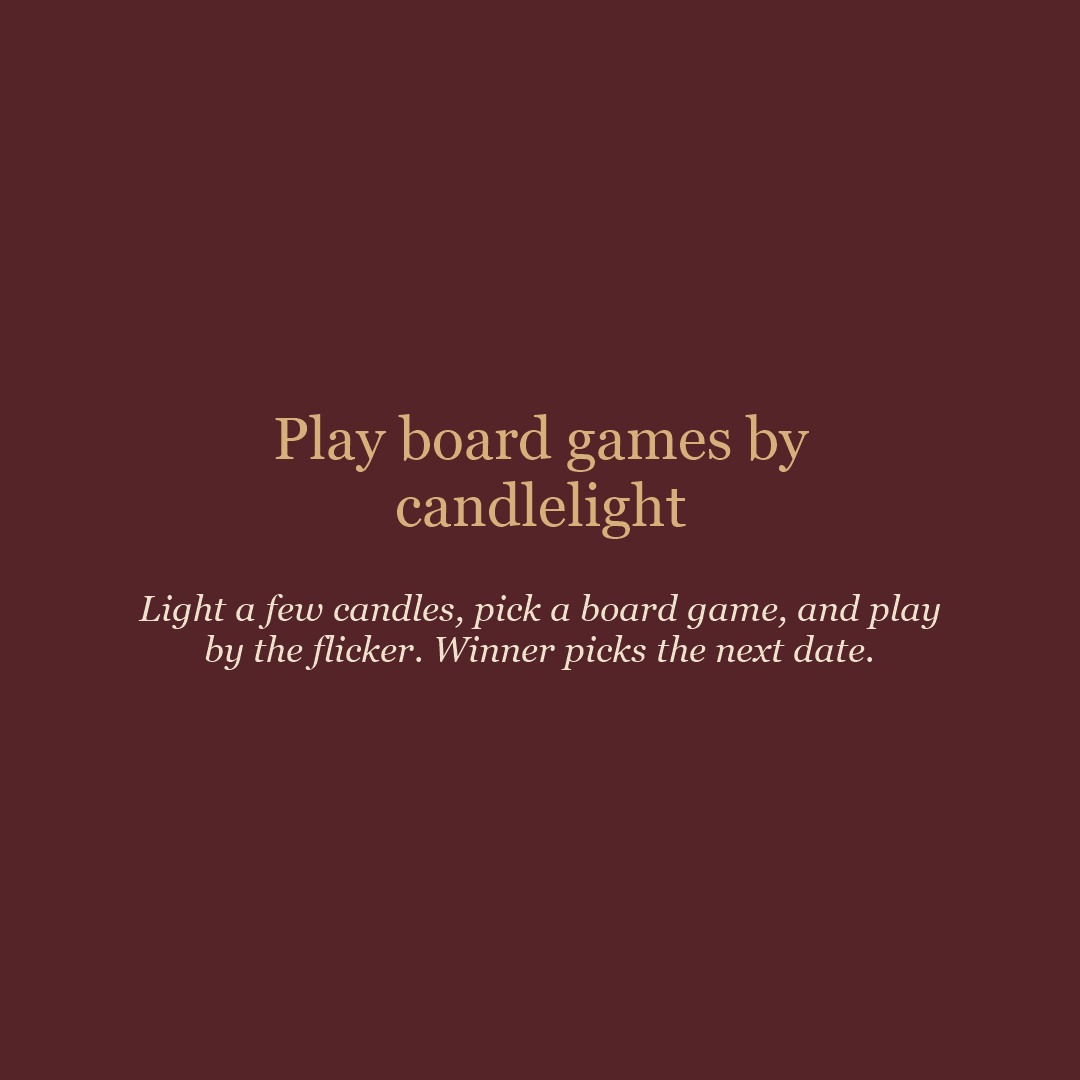 Play board games by
candlelight
Light a few candles, pick a board game, and play
by the flicker. Winner picks the next date.